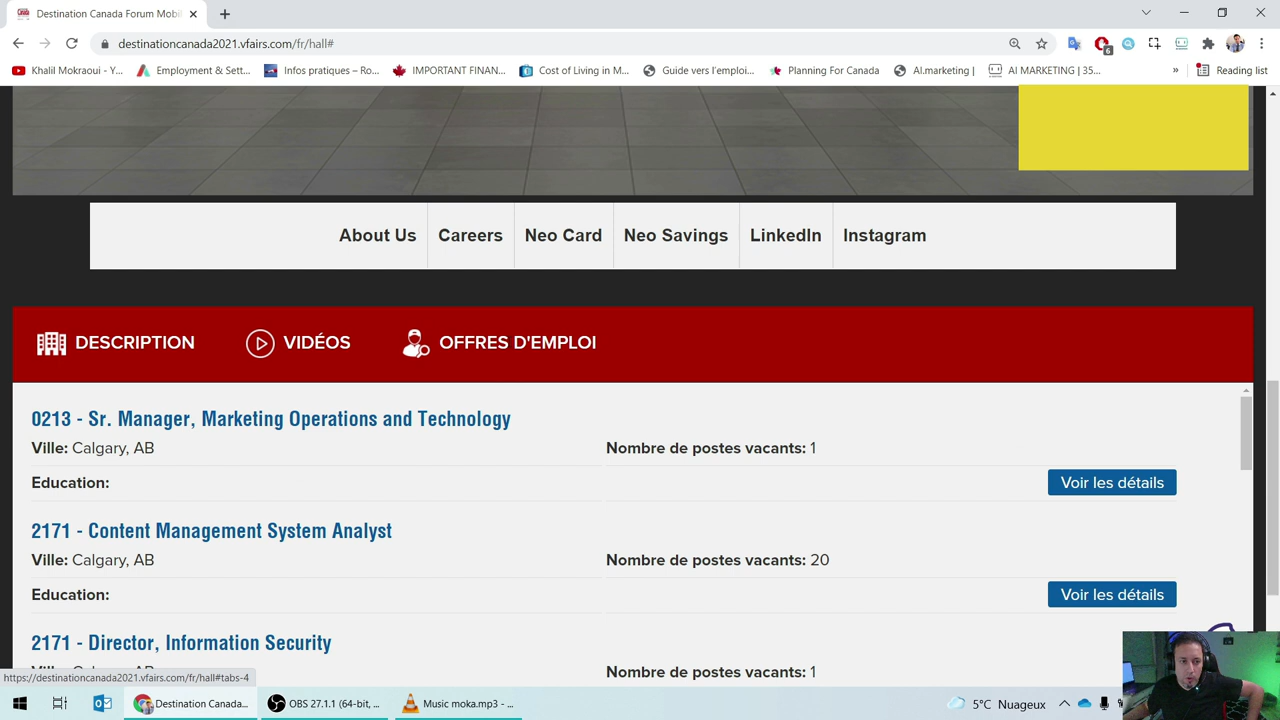 Destination Canada Forum Mobil
destinationcanada2021.vfairs.com/fr/hall#
6
Khalil Mokraoui - Y...
Employment & Sett...
Infos pratiques – Ro...
IMPORTANT FINAN...
Cost of Living in M...
Guide vers l'emploi...
Planning For Canada
AI.marketing |
AI MARKETING | 35...
»
Reading list
About Us
Careers
Neo Card
Neo Savings
LinkedIn
Instagram
DESCRIPTION
VIDÉOS
OFFRES D'EMPLOI
0213 - Sr. Manager, Marketing Operations and Technology
Ville: Calgary, AB
Nombre de postes vacants: 1
Education:
Voir les détails
2171 - Content Management System Analyst
Ville: Calgary, AB
Nombre de postes vacants: 20
Education:
Voir les détails
2171 - Director, Information Security
Ville: Calgary, AB
Nombre de postes vacants: 1
https://destinationcanada2021.vfairs.com/fr/hall#tabs-4
Destination Canada...
OBS 27.1.1 (64-bit, ...
Music moka.mp3 - ...
5°C Nuageux